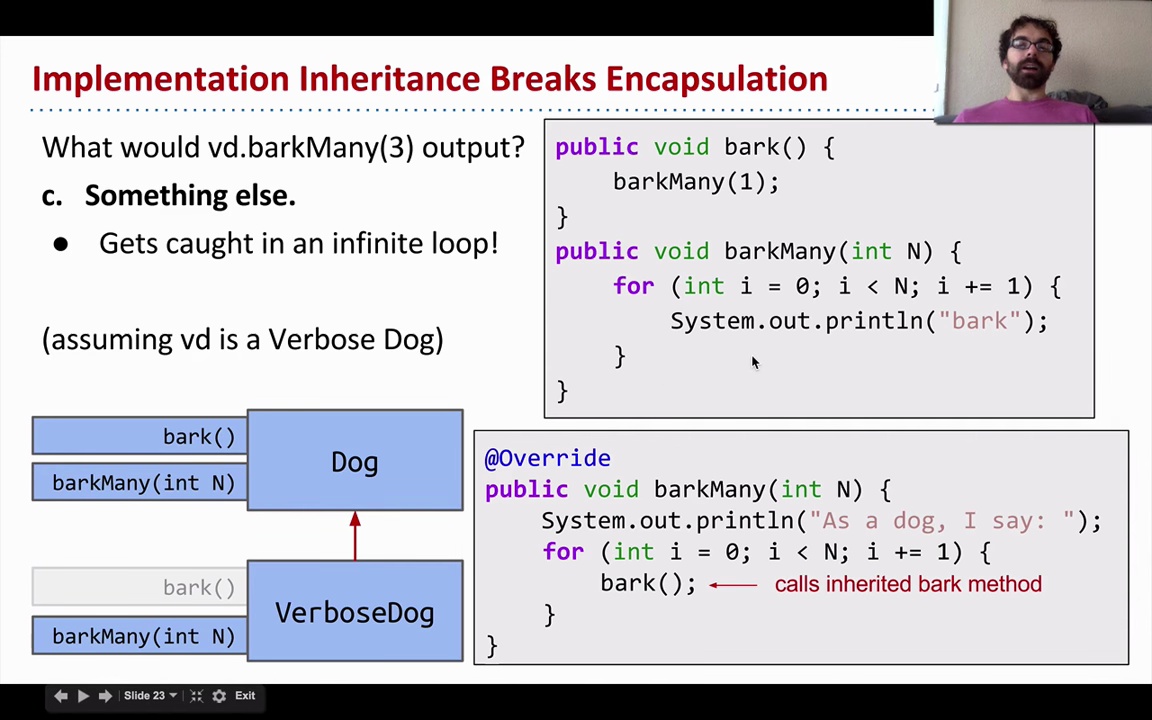 Implementation Inheritance Breaks Encapsulation
What would vd.barkMany(3) output?
c. Something else.
● Gets caught in an infinite loop!
(assuming vd is a Verbose Dog)
public void bark() {
barkMany(1);
}
public void barkMany(int N) {
for (int i = 0; i < N; i += 1) {
System.out.println("bark");
}
}
bark()
barkMany(int N)
Dog
bark()
barkMany(int N)
VerboseDog
@Override
public void barkMany(int N) {
System.out.println("As a dog, I say: ");
for (int i = 0; i < N; i += 1) {
bark(); calls inherited bark method
}
}
Slide 23 Exit